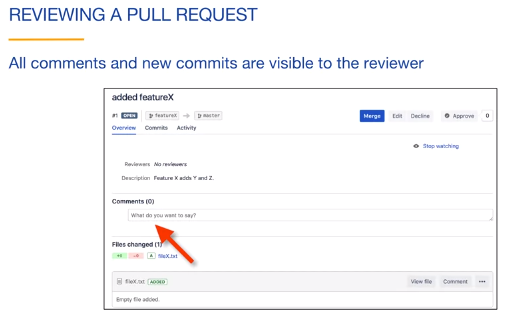 REVIEWING A PULL REQUEST
All comments and new commits are visible to the reviewer
added featureX
#1 OPEN featureX → master Merge Edit Decline Approve 0
Overview Commits Activity
Stop watching
Reviewers No reviewers
Description Feature X adds Y and Z.
Comments (0)
What do you want to say?
Files changed (1)
+0 -0 A fileX.txt
fileX.txt ADDED View file Comment •••
Empty file added.